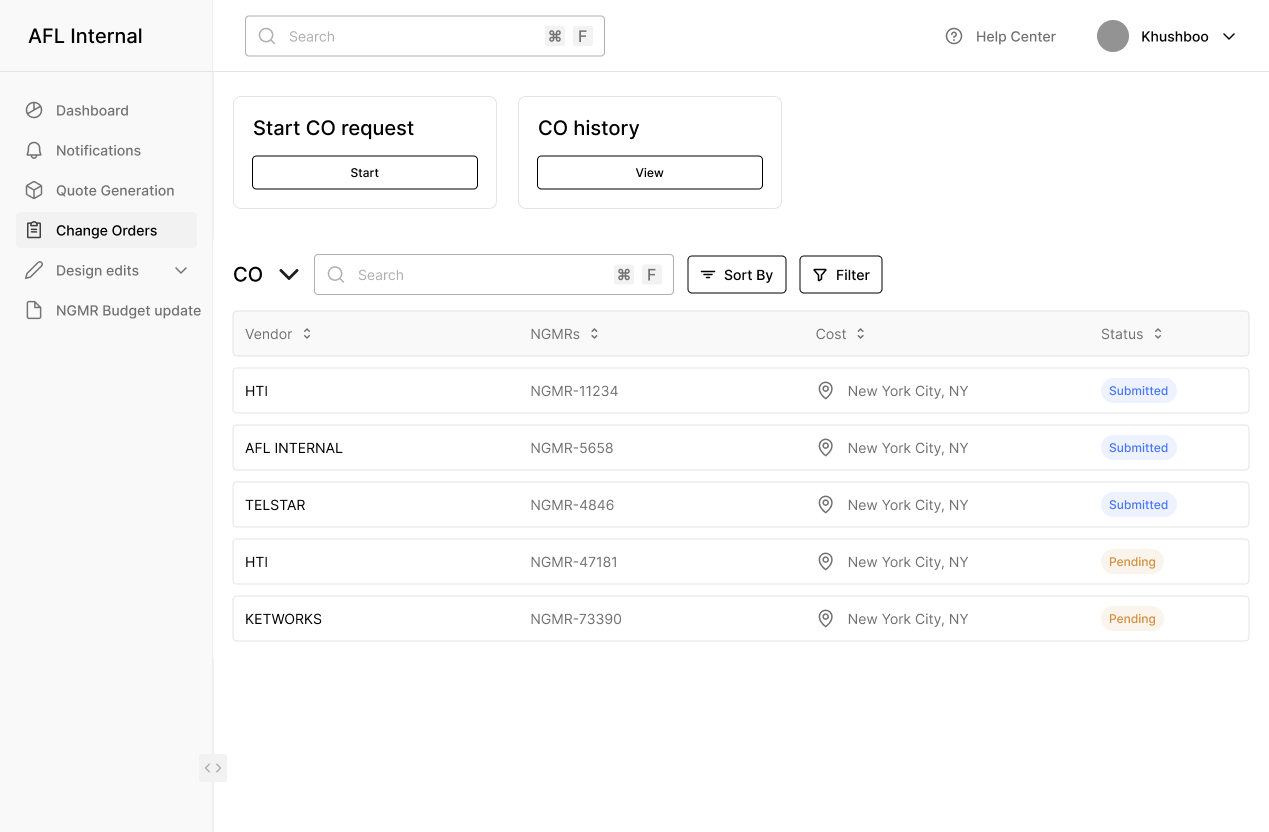 AFL Internal
Search ⌘ F
Help Center
Khushboo
Dashboard
Notifications
Quote Generation
Change Orders
Design edits
NGMR Budget update
Start CO request
Start
CO history
View
CO
Search ⌘ F
Sort By
Filter
Vendor NGMRs Cost Status
HTI NGMR-11234 New York City, NY Submitted
AFL INTERNAL NGMR-5658 New York City, NY Submitted
TELSTAR NGMR-4846 New York City, NY Submitted
HTI NGMR-47181 New York City, NY Pending
KETWORKS NGMR-73390 New York City, NY Pending